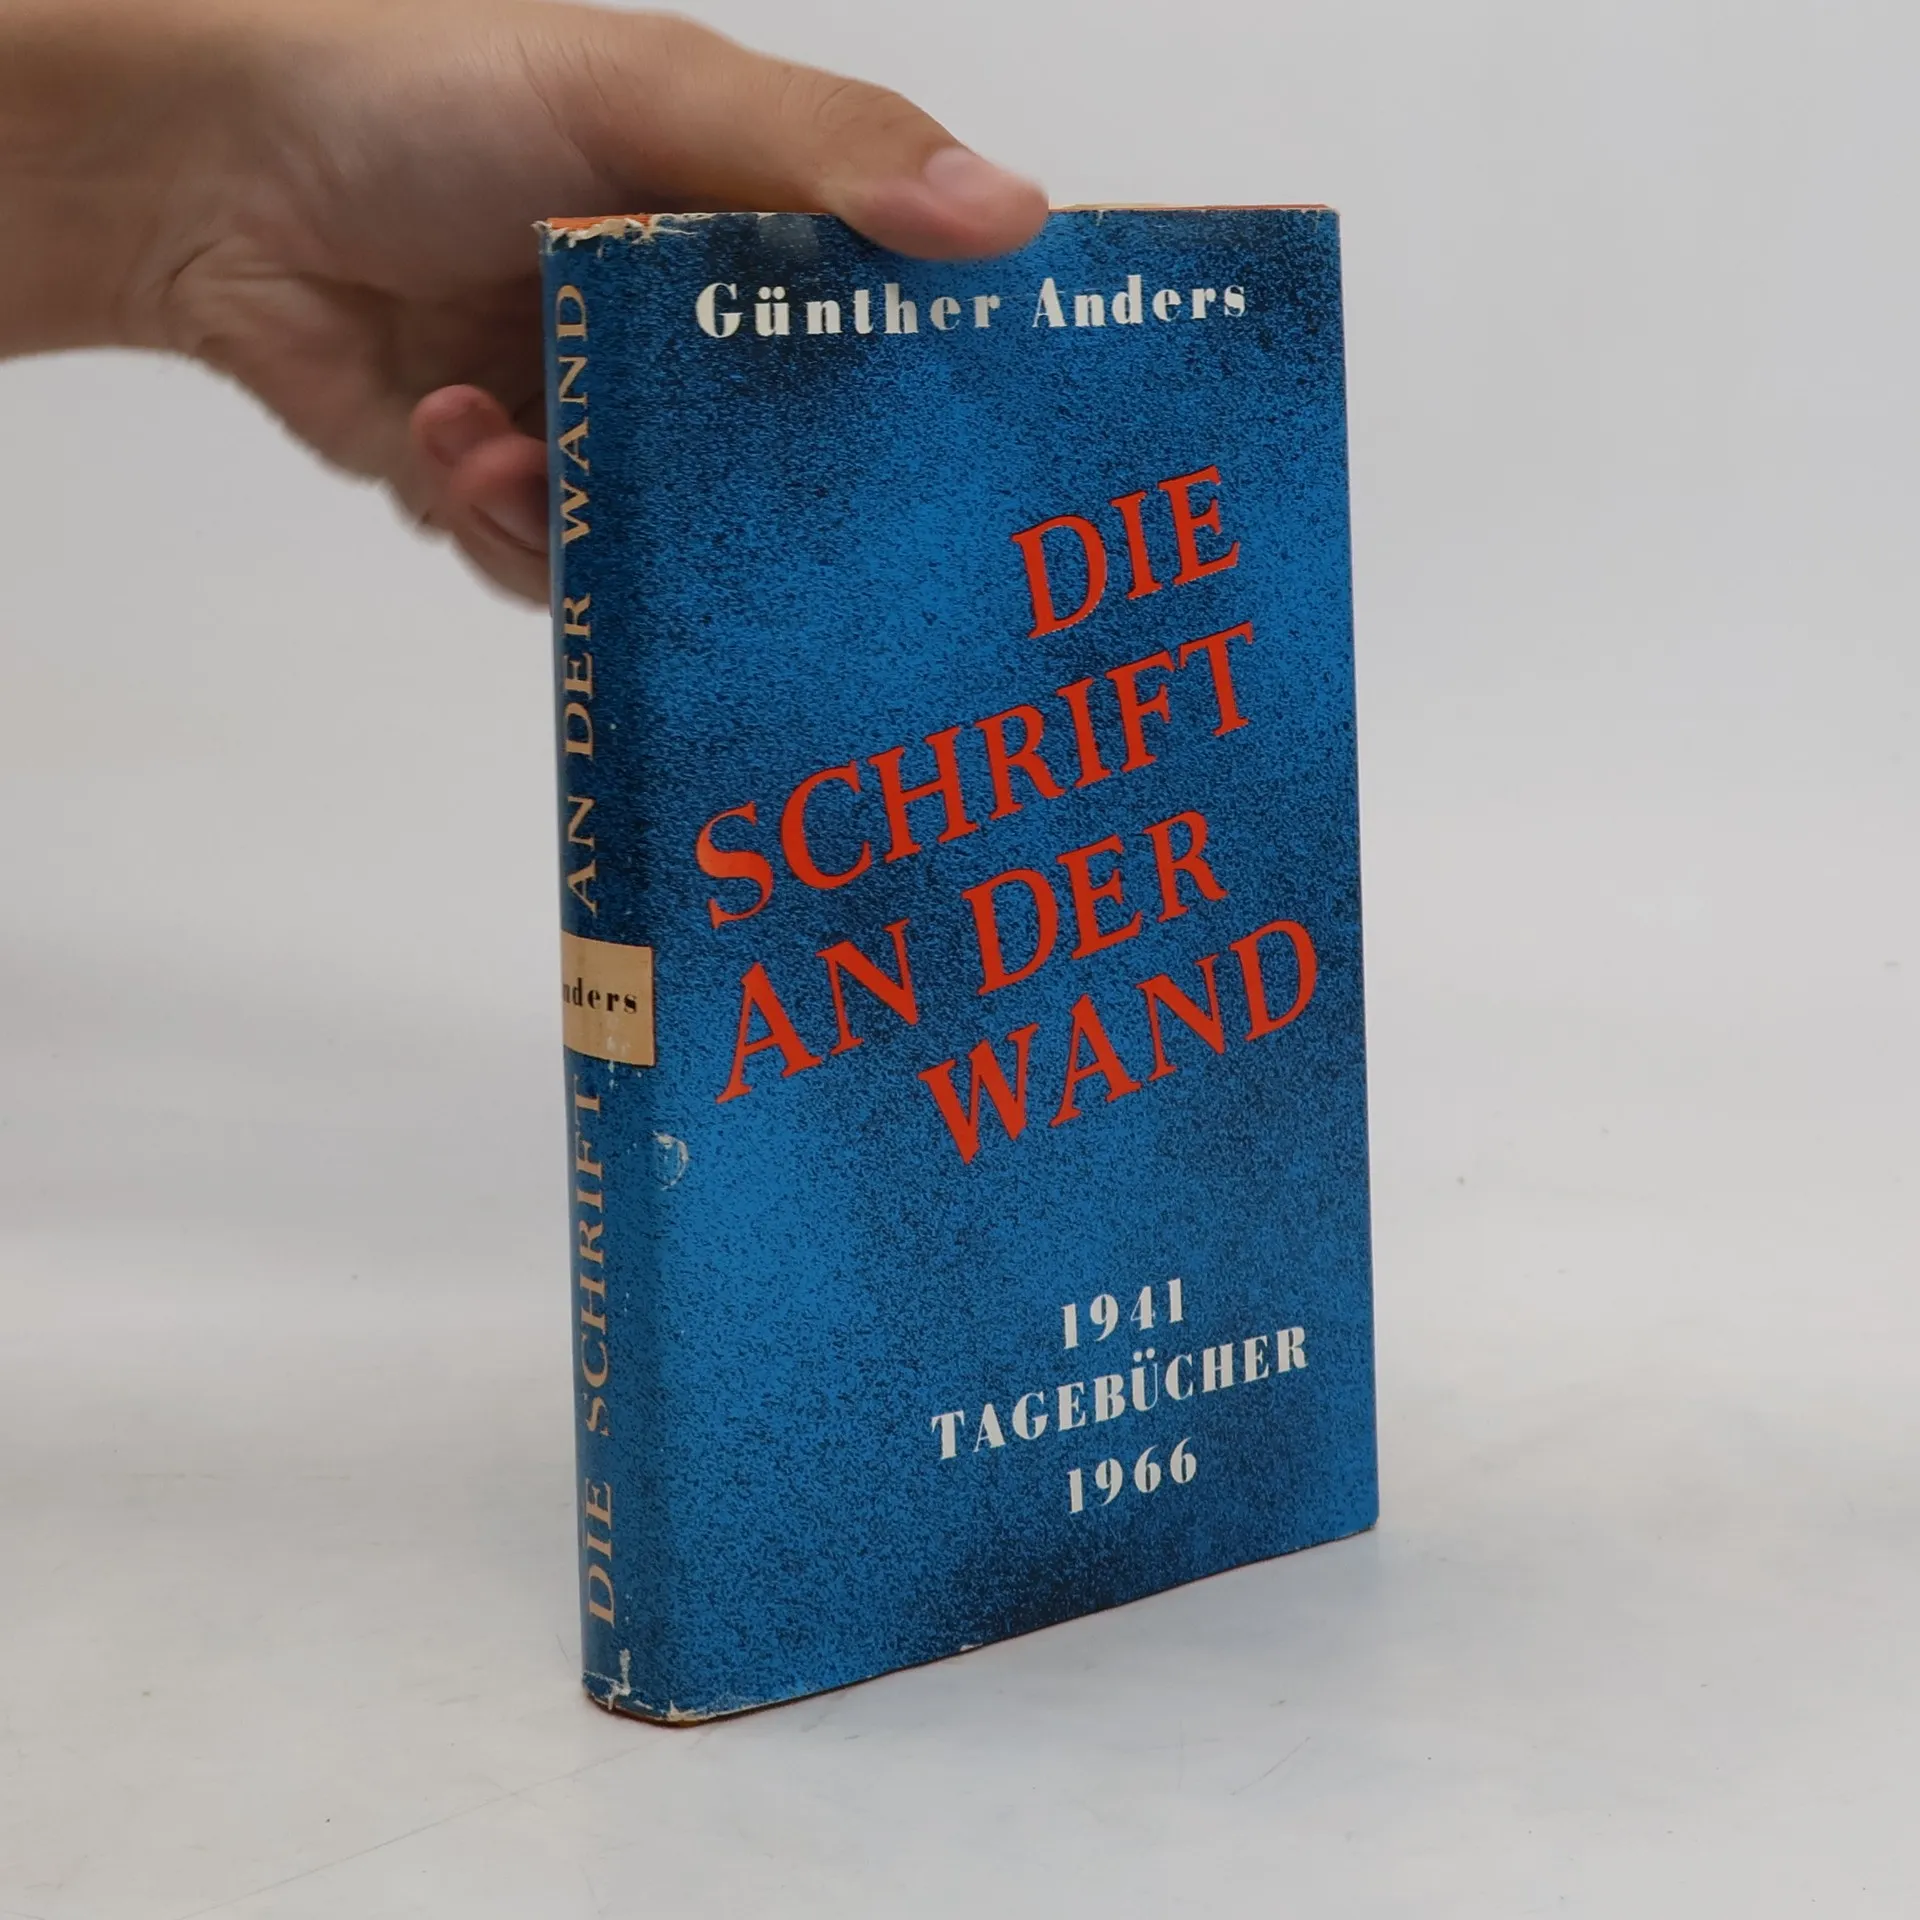 Günther Anders
DIE
SCHRIFT
AN DER
WAND
1941
TAGEBÜCHER
1966
DIE SCHRIFT
nders
AN DER WAND